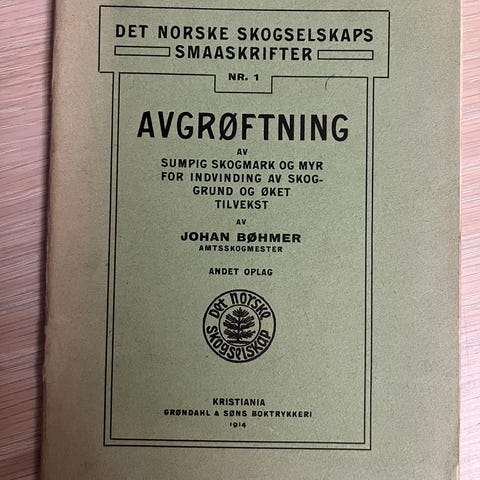 DET NORSKE SKOGSELSKAPS
SMAASKRIFTER
NR. 1
AVGRØFTNING
AV
SUMPIG SKOGMARK OG MYR
FOR INDVINDING AV SKOG-
GRUND OG ØKET
TILVEKST
AV
JOHAN BØHMER
AMTSSKOGMESTER
ANDET OPLAG
Det norske
skogselskap
KRISTIANIA
GRØNDAHL & SØNS BOKTRYKKERI
1914